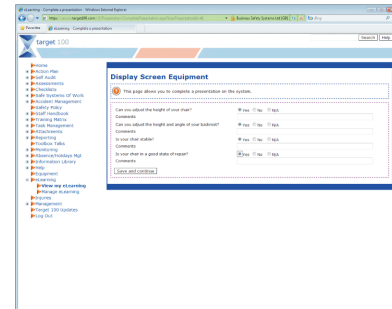 eLearning - Complete a presentation - Windows Internet Explorer
Favorites
eLearning - Complete a presentation
target 100
Search
Help
Home
Action Plan
Self Audit
Assessments
Checklists
Safe Systems Of Work
Accident Management
Safety Policy
Staff Handbook
Training Matrix
Task Management
Attachments
Reporting
Toolbox Talks
Monitoring
Absence/Holidays Mgt
Information Library
Help
Equipment
eLearning
View my eLearning
Manage eLearning
Injuries
Management
Target 100 Updates
Log Out
Display Screen Equipment
This page allows you to complete a presentation on the system.
Can you adjust the height of your chair? Yes No N/A
Comments
Can you adjust the height and angle of your backrest? Yes No N/A
Comments
Is your chair stable? Yes No N/A
Comments
Is your chair in a good state of repair? Yes No N/A
Comments
Save and continue